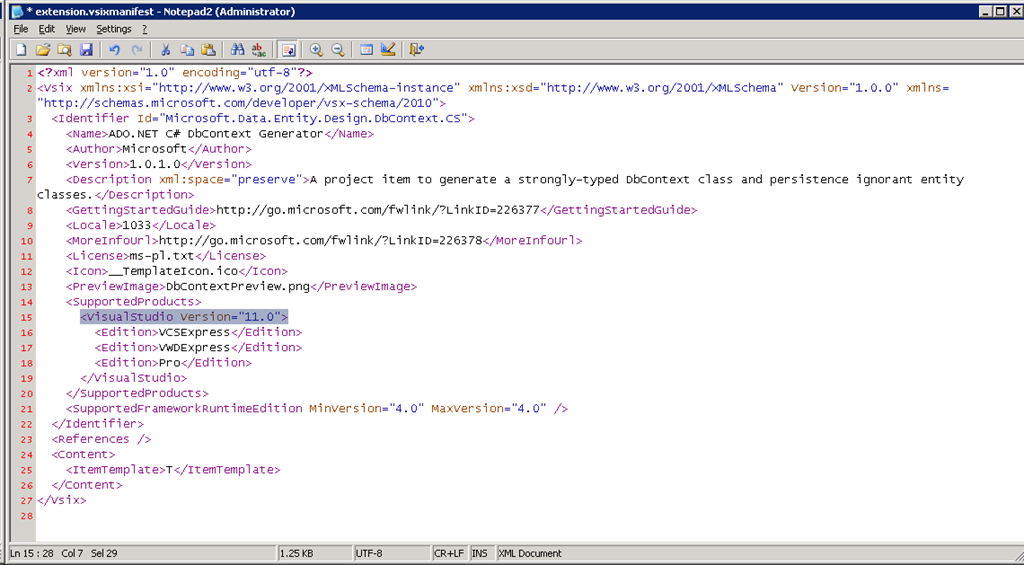 * extension.vsixmanifest - Notepad2 (Administrator)
File Edit View Settings ?
1 <?xml version="1.0" encoding="utf-8"?>
2 <Vsix xmlns:xsi="http://www.w3.org/2001/XMLSchema-instance" xmlns:xsd="http://www.w3.org/2001/XMLSchema" Version="1.0.0" xmlns=
"http://schemas.microsoft.com/developer/vsx-schema/2010">
3 <Identifier Id="Microsoft.Data.Entity.Design.DbContext.CS">
4 <Name>ADO.NET C# DbContext Generator</Name>
5 <Author>Microsoft</Author>
6 <Version>1.0.1.0</Version>
7 <Description xml:space="preserve">A project item to generate a strongly-typed DbContext class and persistence ignorant entity
classes.</Description>
8 <GettingStartedGuide>http://go.microsoft.com/fwlink/?LinkID=226377</GettingStartedGuide>
9 <Locale>1033</Locale>
10 <MoreInfoUrl>http://go.microsoft.com/fwlink/?LinkID=226378</MoreInfoUrl>
11 <License>ms-pl.txt</License>
12 <Icon>__TemplateIcon.ico</Icon>
13 <PreviewImage>DbContextPreview.png</PreviewImage>
14 <SupportedProducts>
15 <VisualStudio Version="11.0">
16 <Edition>VCSExpress</Edition>
17 <Edition>VWDExpress</Edition>
18 <Edition>Pro</Edition>
19 </VisualStudio>
20 </SupportedProducts>
21 <SupportedFrameworkRuntimeEdition MinVersion="4.0" MaxVersion="4.0" />
22 </Identifier>
23 <References />
24 <Content>
25 <ItemTemplate>T</ItemTemplate>
26 </Content>
27 </Vsix>
28
Ln 15 : 28 Col 7 Sel 29 1.25 KB UTF-8 CR+LF INS XML Document